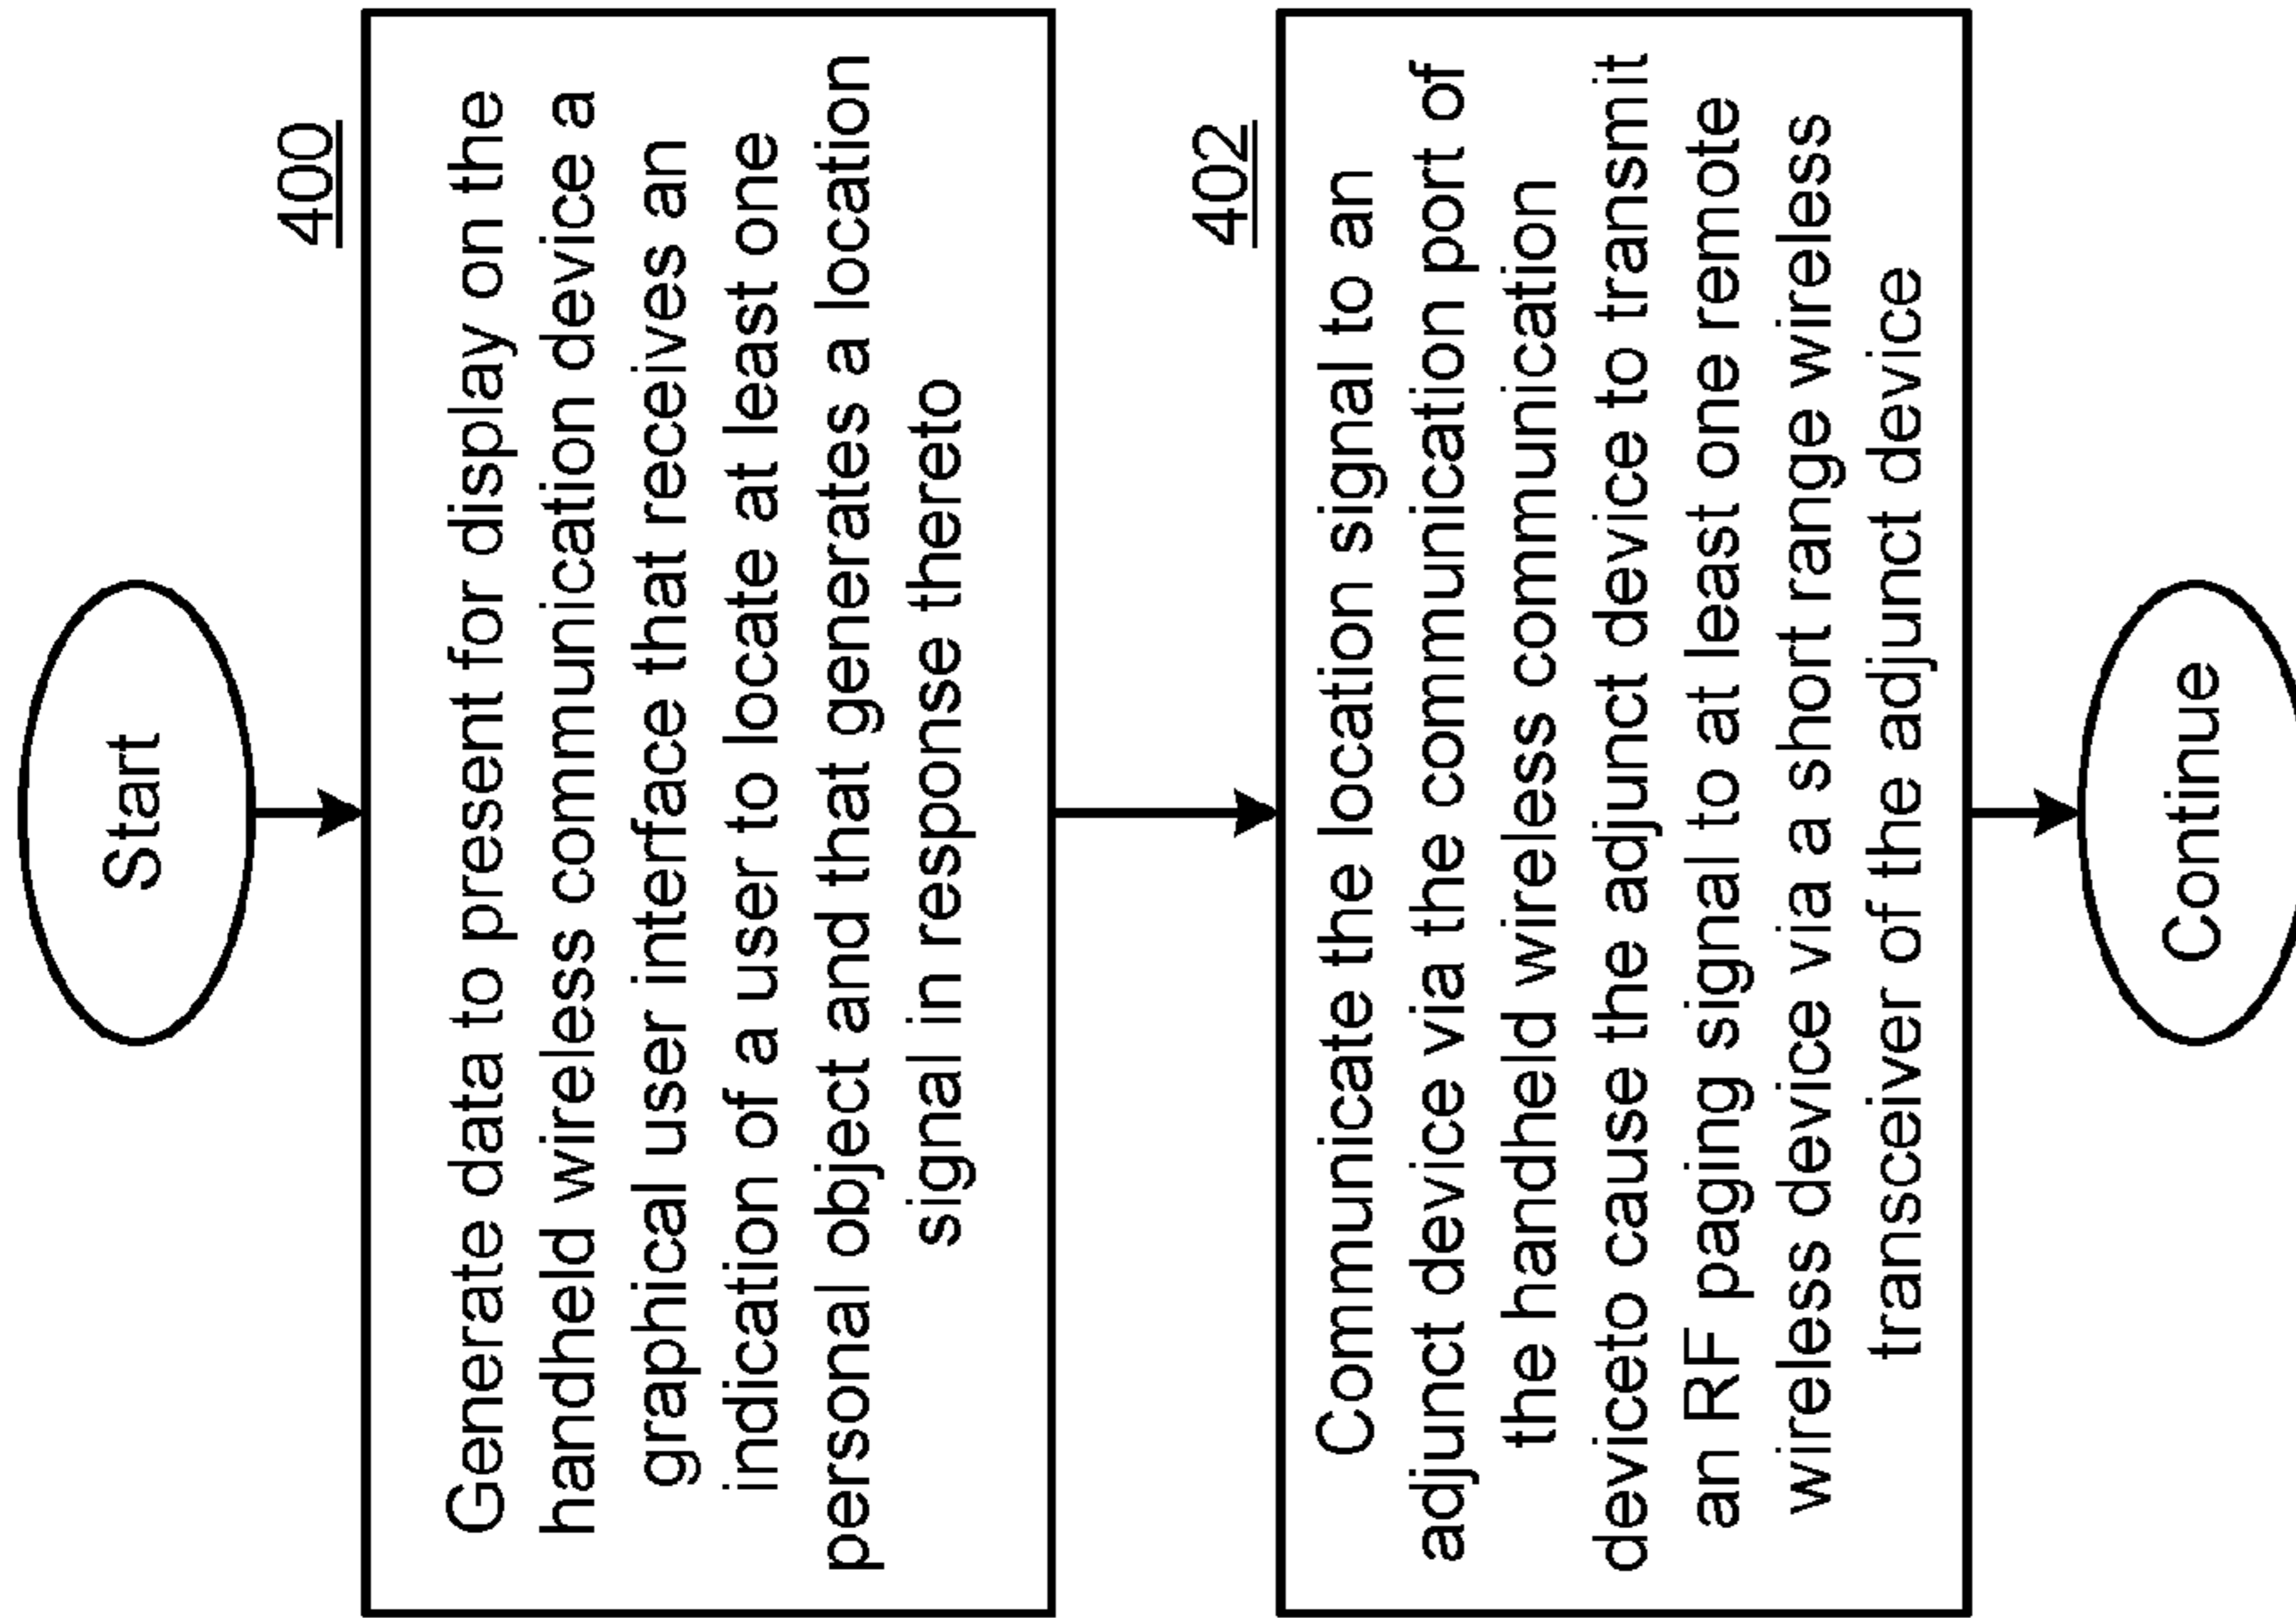 Start
400
Generate data to present for display on the
handheld wireless communication device a
graphical user interface that receives an
indication of a user to locate at least one
personal object and that generates a location
signal in response thereto
402
Communicate the location signal to an
adjunct device via the communication port of
the handheld wireless communication
deviceto cause the adjunct device to transmit
an RF paging signal to at least one remote
wireless device via a short range wireless
transceiver of the adjunct device
Continue